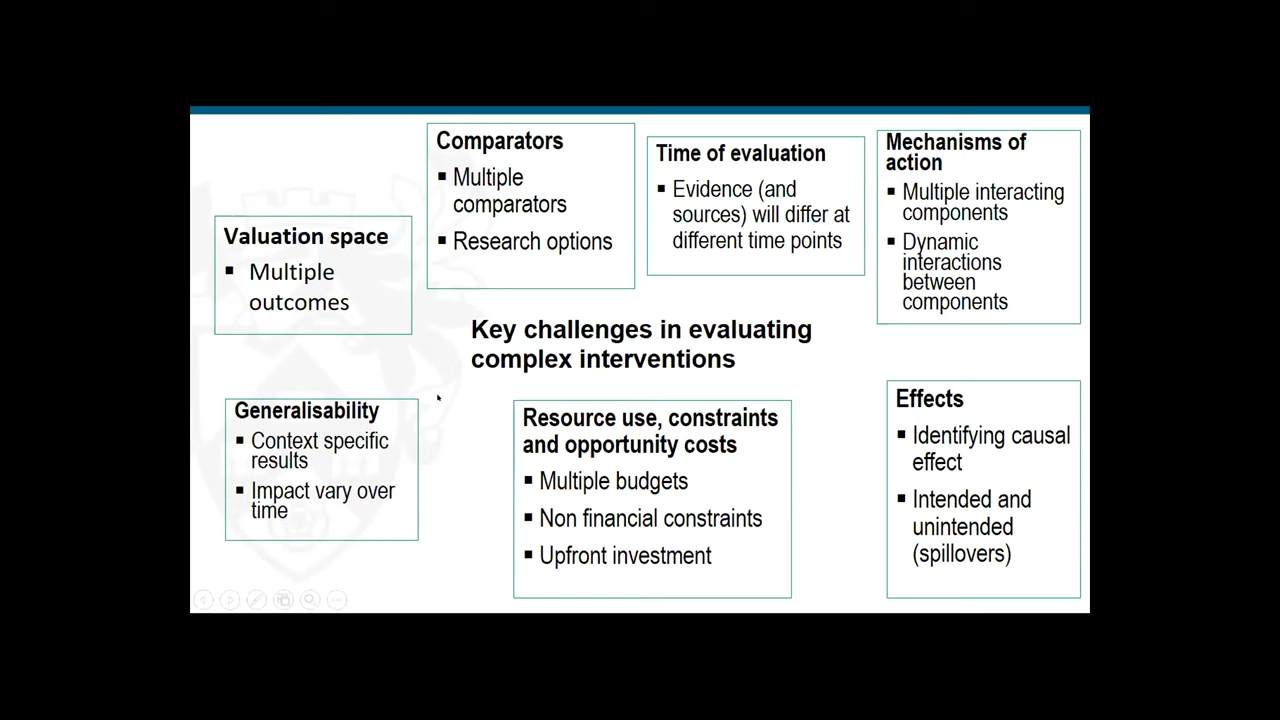 Comparators
▪ Multiple
comparators
▪ Research options
Time of evaluation
▪ Evidence (and
sources) will differ at
different time points
Mechanisms of
action
▪ Multiple interacting
components
▪ Dynamic
interactions
between
components
Valuation space
▪ Multiple
outcomes
Key challenges in evaluating
complex interventions
Generalisability
▪ Context specific
results
▪ Impact vary over
time
Resource use, constraints
and opportunity costs
▪ Multiple budgets
▪ Non financial constraints
▪ Upfront investment
Effects
▪ Identifying causal
effect
▪ Intended and
unintended
(spillovers)